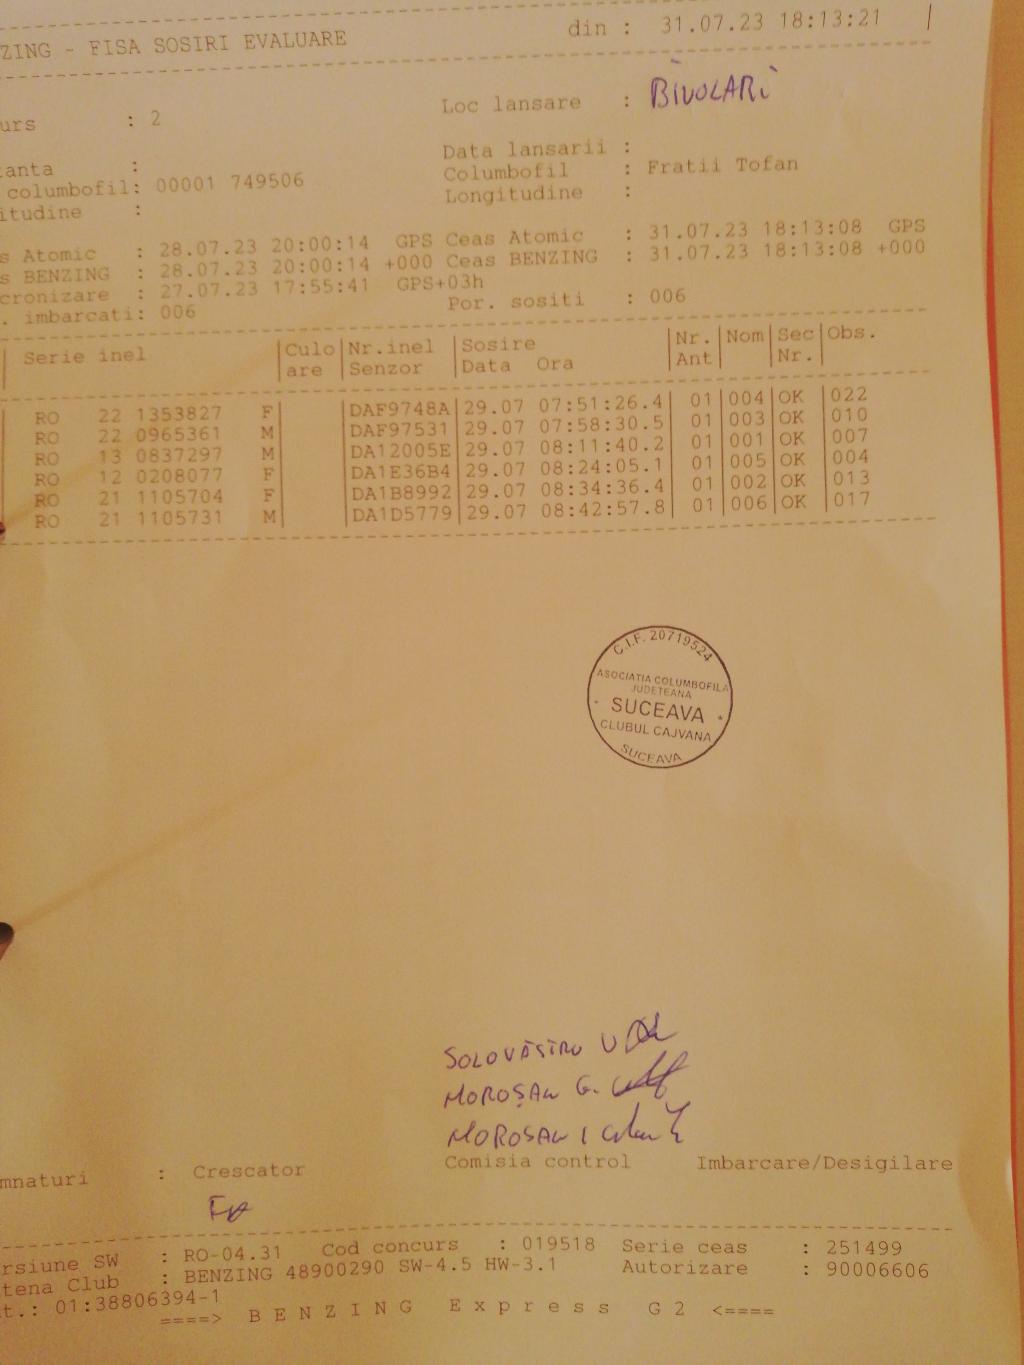 ZING - FISA SOSIRI EVALUARE din : 31.07.23 18:13:21
urs : 2 Loc lansare : BIVOLARI
tanta : Data lansarii :
columbofil: 00001 749506 Columbofil : Fratii Tofan
itudine : Longitudine :
s Atomic : 28.07.23 20:00:14 GPS Ceas Atomic : 31.07.23 18:13:08 GPS
s BENZING : 28.07.23 20:00:14 +000 Ceas BENZING : 31.07.23 18:13:08 +000
cronizare : 27.07.23 17:55:41 GPS+03h
. imbarcati: 006 Por. sositi : 006
Serie inel |Culo|Nr.inel |Sosire |Nr.|Nom|Sec|Obs.
|are |Senzor |Data Ora |Ant| |Nr.|
RO 22 1353827 F| |DAF9748A|29.07 07:51:26.4| 01|004|OK |022
RO 22 0965361 M| |DAF97531|29.07 07:58:30.5| 01|003|OK |010
RO 13 0837297 M| |DA12005E|29.07 08:11:40.2| 01|001|OK |007
RO 12 0208077 F| |DA1E36B4|29.07 08:24:05.1| 01|005|OK |004
RO 21 1105704 F| |DA1B8992|29.07 08:34:36.4| 01|002|OK |013
RO 21 1105731 M| |DA1D5779|29.07 08:42:57.8| 01|006|OK |017
C.I.F. 20719524
ASOCIATIA COLUMBOFILA
JUDETEANA
SUCEAVA
CLUBUL CAJVANA
SUCEAVA
SOLOVĂSTRU V
MOROȘAN G.
MOROSAN I
mnaturi : Crescator Comisia control Imbarcare/Desigilare
rsiune SW : RO-04.31 Cod concurs : 019518 Serie ceas : 251499
tena Club : BENZING 48900290 SW-4.5 HW-3.1 Autorizare : 90006606
t.: 01:38806394-1
====> B E N Z I N G E x p r e s s G 2 <====